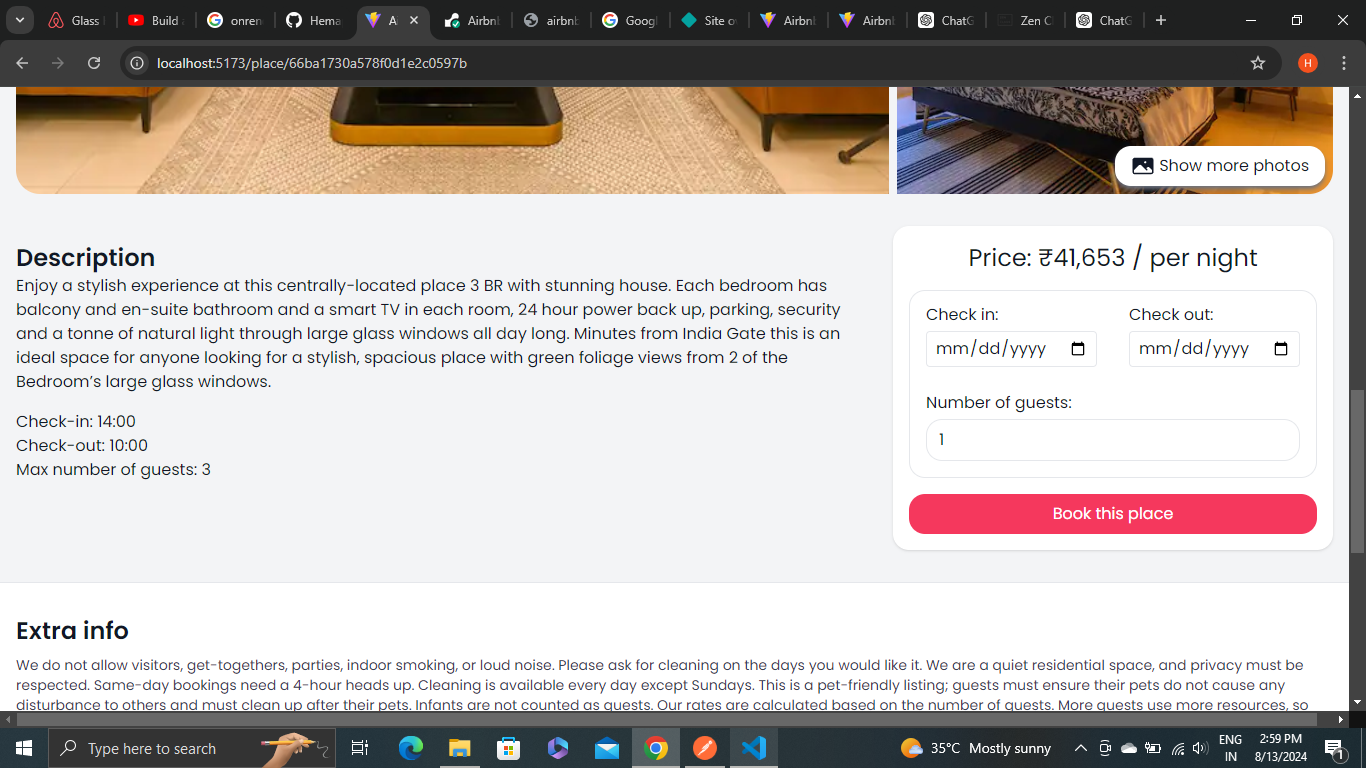 Glass
Build
onren
Hema
A
Airbn
airbn
Goog
Site o
Airbn
Airbn
ChatG
Zen C
ChatG
localhost:5173/place/66ba1730a578f0d1e2c0597b
H
Show more photos
Description
Enjoy a stylish experience at this centrally-located place 3 BR with stunning house. Each bedroom has
balcony and en-suite bathroom and a smart TV in each room, 24 hour power back up, parking, security
and a tonne of natural light through large glass windows all day long. Minutes from India Gate this is an
ideal space for anyone looking for a stylish, spacious place with green foliage views from 2 of the
Bedroom’s large glass windows.
Check-in: 14:00
Check-out: 10:00
Max number of guests: 3
Price: ₹41,653 / per night
Check in:
Check out:
mm/dd/yyyy
mm/dd/yyyy
Number of guests:
1
Book this place
Extra info
We do not allow visitors, get-togethers, parties, indoor smoking, or loud noise. Please ask for cleaning on the days you would like it. We are a quiet residential space, and privacy must be
respected. Same-day bookings need a 4-hour heads up. Cleaning is available every day except Sundays. This is a pet-friendly listing; guests must ensure their pets do not cause any
disturbance to others and must clean up after their pets. Infants are not counted as guests. Our rates are calculated based on the number of guests. More guests use more resources, so
Type here to search
35°C Mostly sunny
ENG
IN
2:59 PM
8/13/2024
1